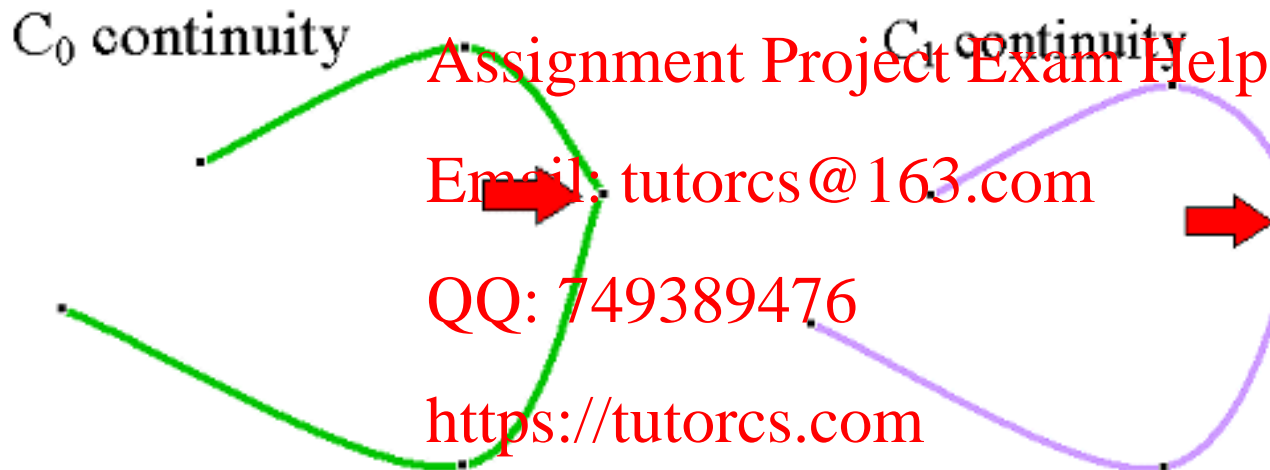 C0 continuity
C1 continuity
Assignment Project Exam Help
Email: tutorcs@163.com
QQ: 749389476
https://tutorcs.com